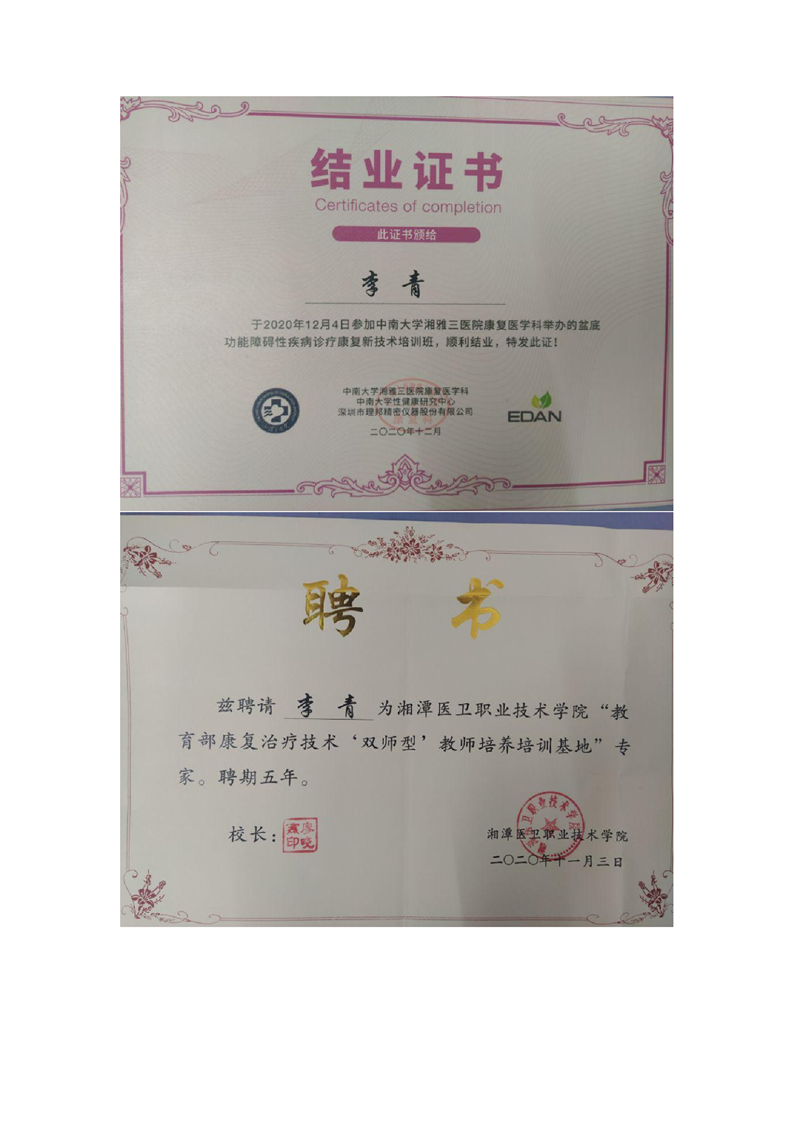 结业证书
Certificates of completion
此证书颁给
李 青
于2020年12月4日参加中南大学湘雅三医院康复医学科举办的盆底
功能障碍性疾病诊疗康复新技术培训班，顺利结业，特发此证！
中南大学湘雅三医院康复医学科
中南大学性健康研究中心
深圳市理邦精密仪器股份有限公司
二〇二〇年十二月
EDAN
聘 书
兹聘请 李 青 为湘潭医卫职业技术学院“教
育部康复治疗技术‘双师型’教师培养培训基地”专
家。聘期五年。
校长：
湘潭医卫职业技术学院
二〇二〇年十一月三日